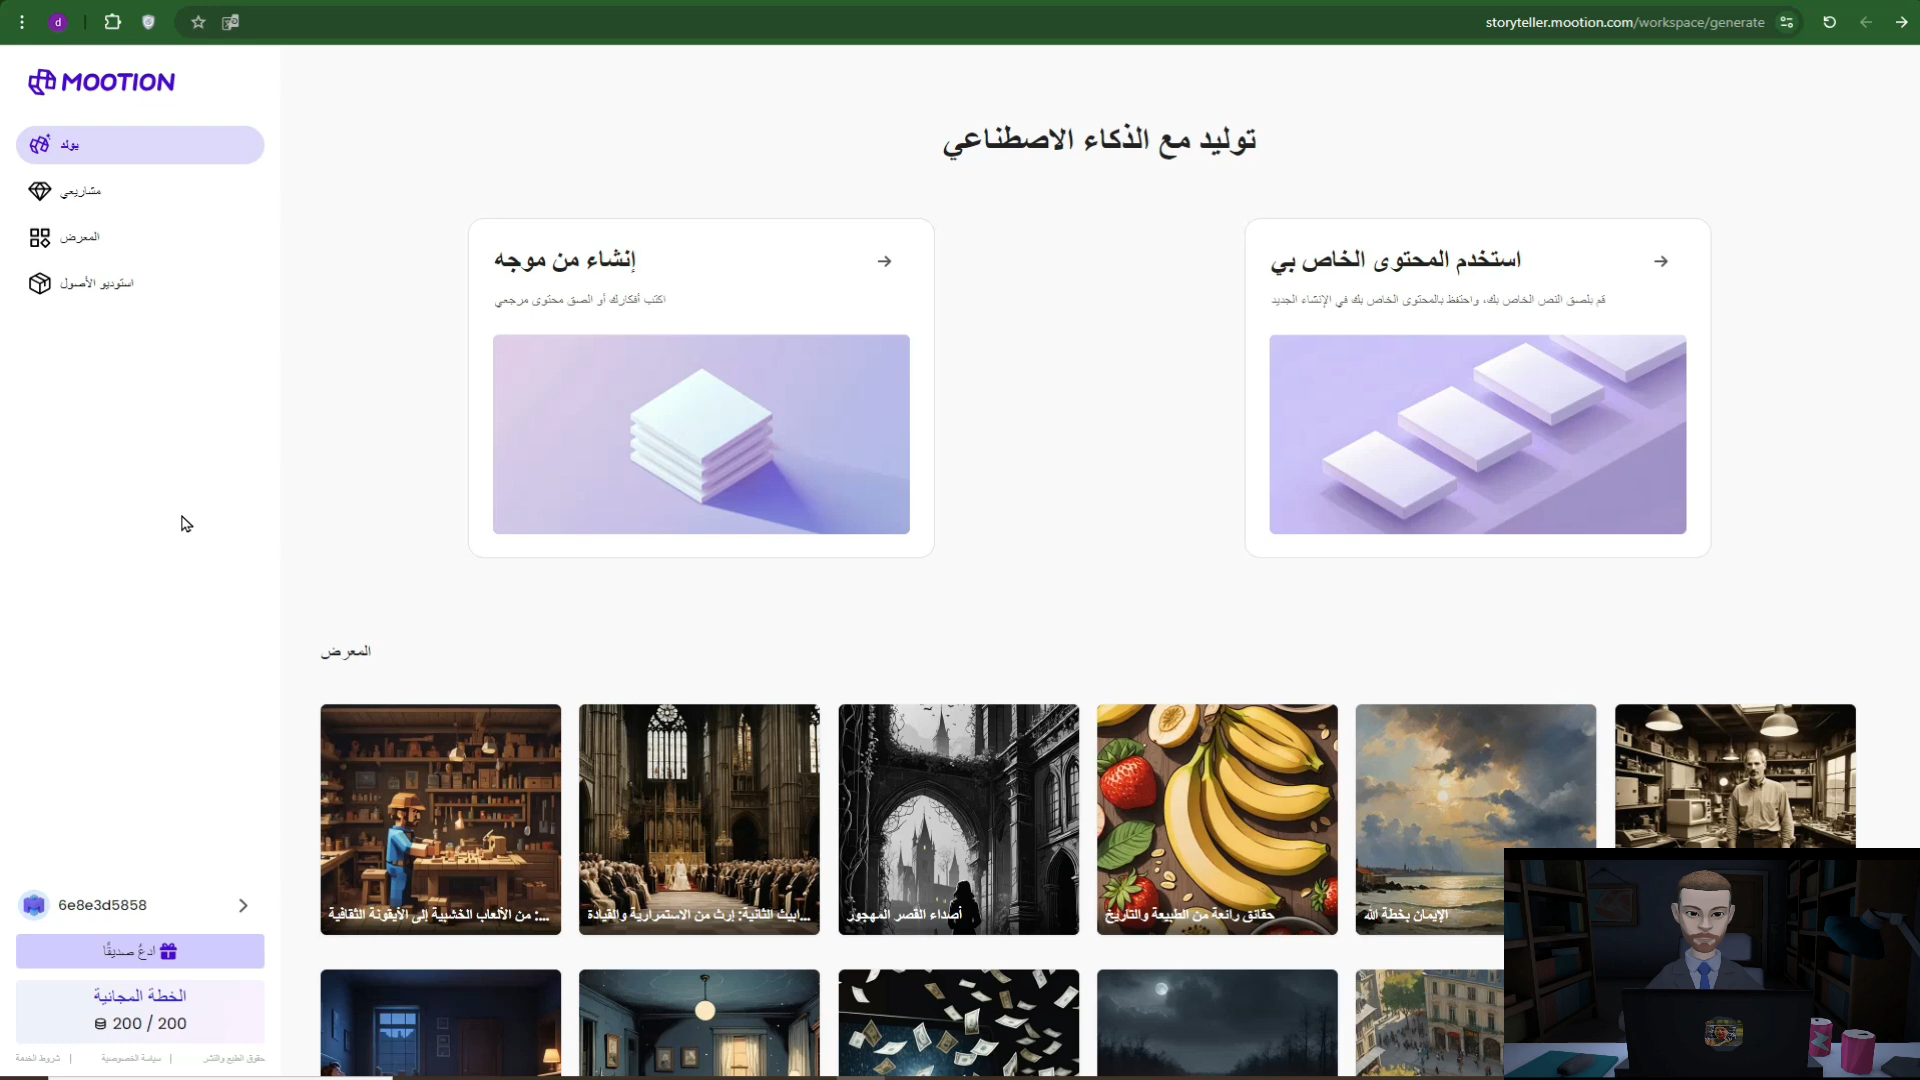 storyteller.mootion.com/workspace/generate
d
MOOTION
يولد
مشاريعي
المعرض
استوديو الأصول
توليد مع الذكاء الاصطناعي
إنشاء من موجه
اكتب أفكارك أو الصق محتوى مرجعي
استخدم المحتوى الخاص بي
قم بلصق النص الخاص بك، واحتفظ بالمحتوى الخاص بك في الإنشاء الجديد
المعرض
من الألعاب الخشبية إلى الأيقونة الثقافية:...
...ابيث الثانية: إرث من الاستمرارية والقيادة
أصداء القصر المهجور
حقائق رائعة من الطبيعة والتاريخ
الإيمان بخطة الله
6e8e3d5858
ادعُ صديقًا
الخطة المجانية
200 / 200
شروط الخدمة | سياسة الخصوصية | حقوق الطبع والنشر